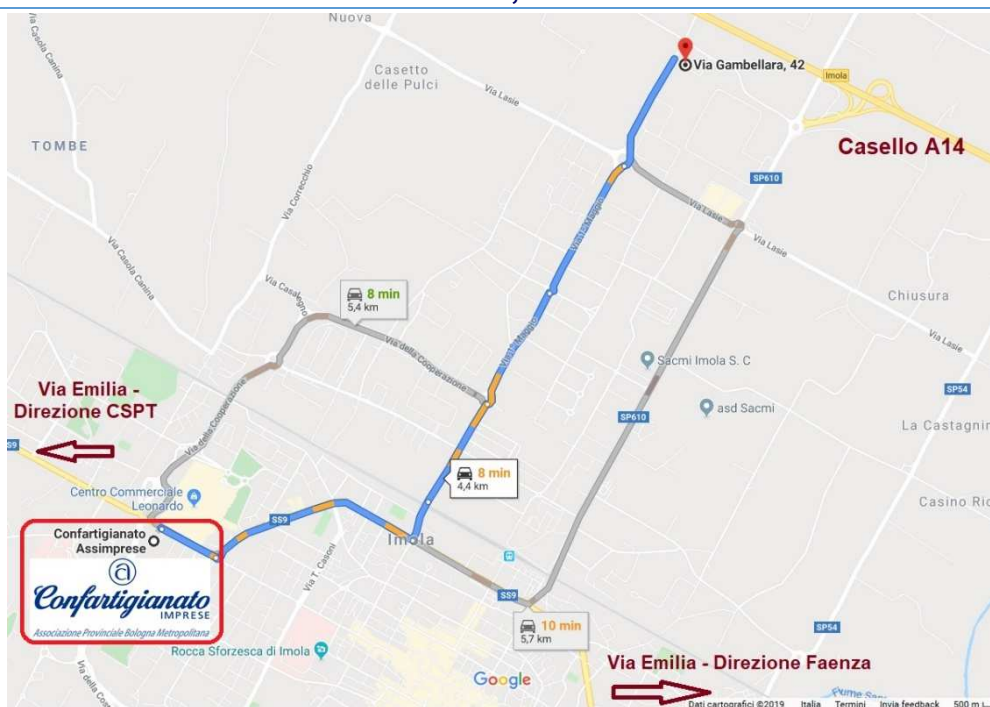 Nuova
Via Casola Canina
Casetto
delle Pulci
Via Lasie
Via Gambellara, 42
Imola
Casello A14
TOMBE
Via Correcchio
SP610
Via I Maggio
Via Lasie
Via Lasie
Via Casola Canina
Via Casalegno
8 min
5,4 km
Chiusura
Via della Cooperazione
Via I Maggio
Via Lasie
Sacmi Imola S. C
Via Emilia -
Direzione CSPT
SP54
asd Sacmi
SP610
Via della Cooperazione
La Castagnin
8 min
4,4 km
Centro Commerciale
Leonardo
Casino Ric
SS9
Confartigianato
Assimprese
Imola
Via T. Casoni
a
Confartigianato
IMPRESE
Associazione Provinciale Bologna Metropolitana
SS9
10 min
5,7 km
SP54
Rocca Sforzesca di Imola
Via Emilia - Direzione Faenza
Google
Dati cartografici ©2019 Italia Termini Invia feedback 500 m